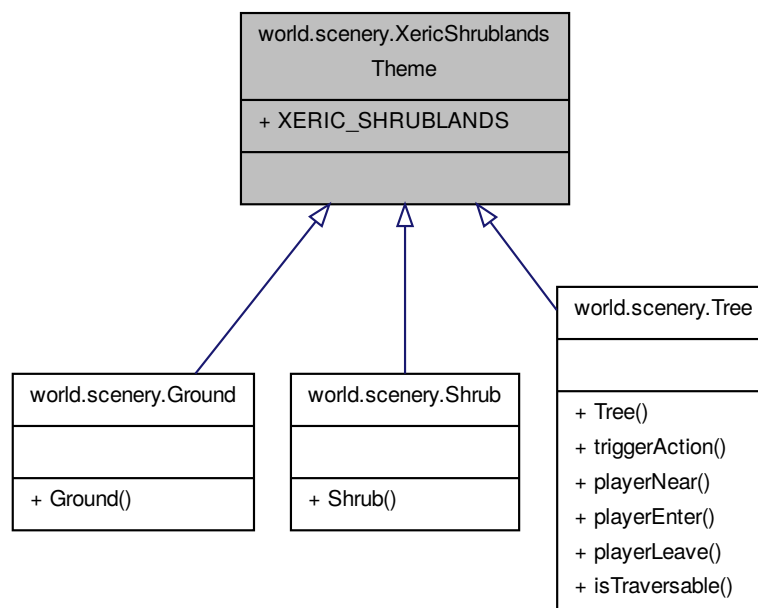 world.scenery.XericShrublands
Theme
+ XERIC_SHRUBLANDS
world.scenery.Ground
+ Ground()
world.scenery.Shrub
+ Shrub()
world.scenery.Tree
+ Tree()
+ triggerAction()
+ playerNear()
+ playerEnter()
+ playerLeave()
+ isTraversable()